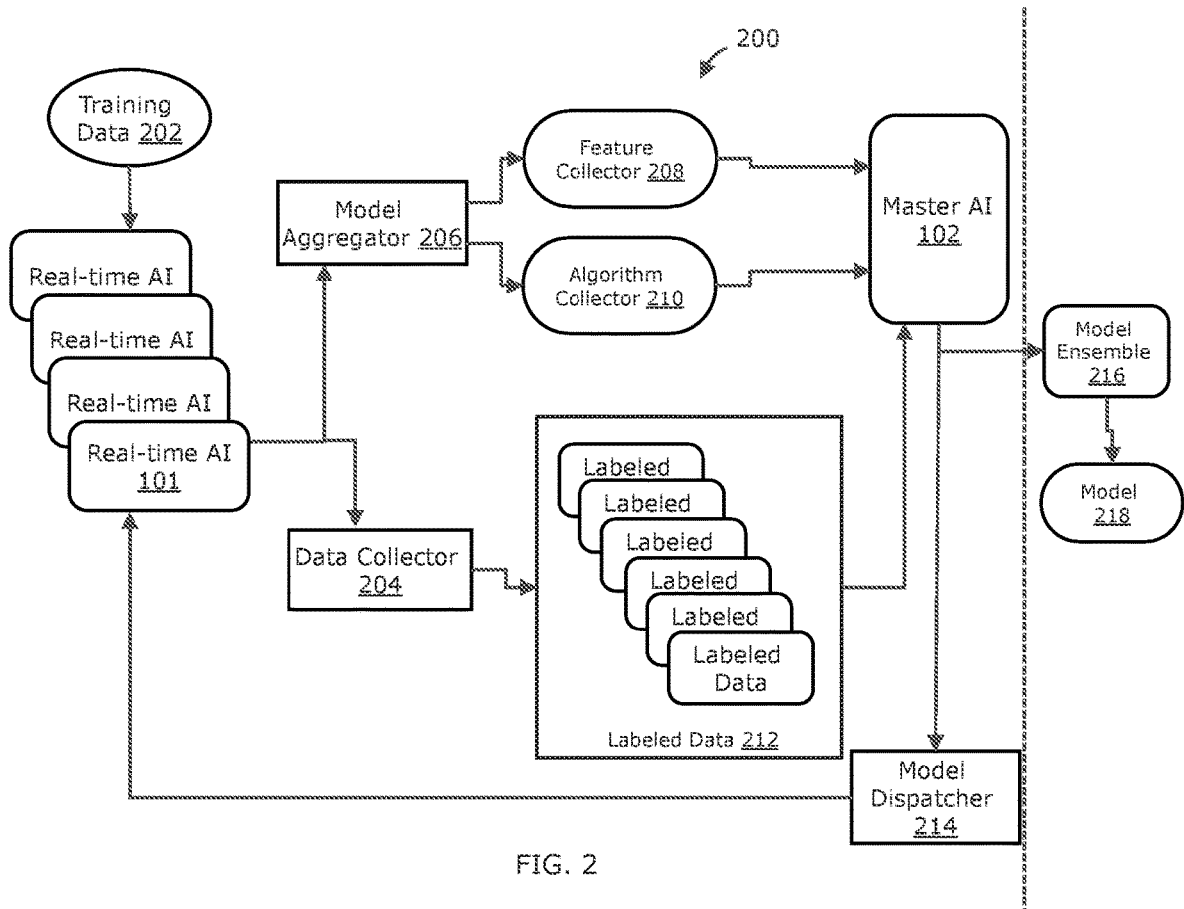 200
Training
Data 202
Real-time AI
Real-time AI
Real-time AI
Real-time AI
101
Model
Aggregator 206
Feature
Collector 208
Algorithm
Collector 210
Master AI
102
Data Collector
204
Labeled
Labeled
Labeled
Labeled
Labeled
Labeled
Data
Labeled Data 212
Model
Dispatcher
214
Model
Ensemble
216
Model
218
FIG. 2